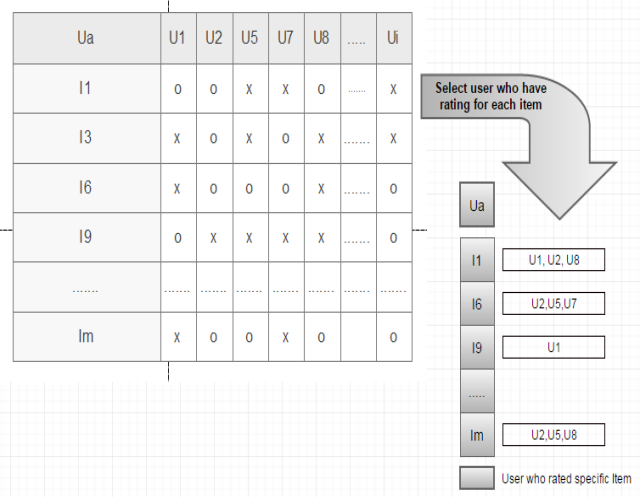 Ua U1 U2 U5 U7 U8 ..... Ui
I1 o o x x o ....... x
I3 x o x o x ....... x
I6 x o o o x ....... o
I9 o x x x x ....... o
....... ....... ....... ....... ....... ....... ....... .......
Im x o o x o o
Select user who have
rating for each item
Ua
I1 U1, U2, U8
I6 U2,U5,U7
I9 U1
.....
Im U2,U5,U8
User who rated specific Item